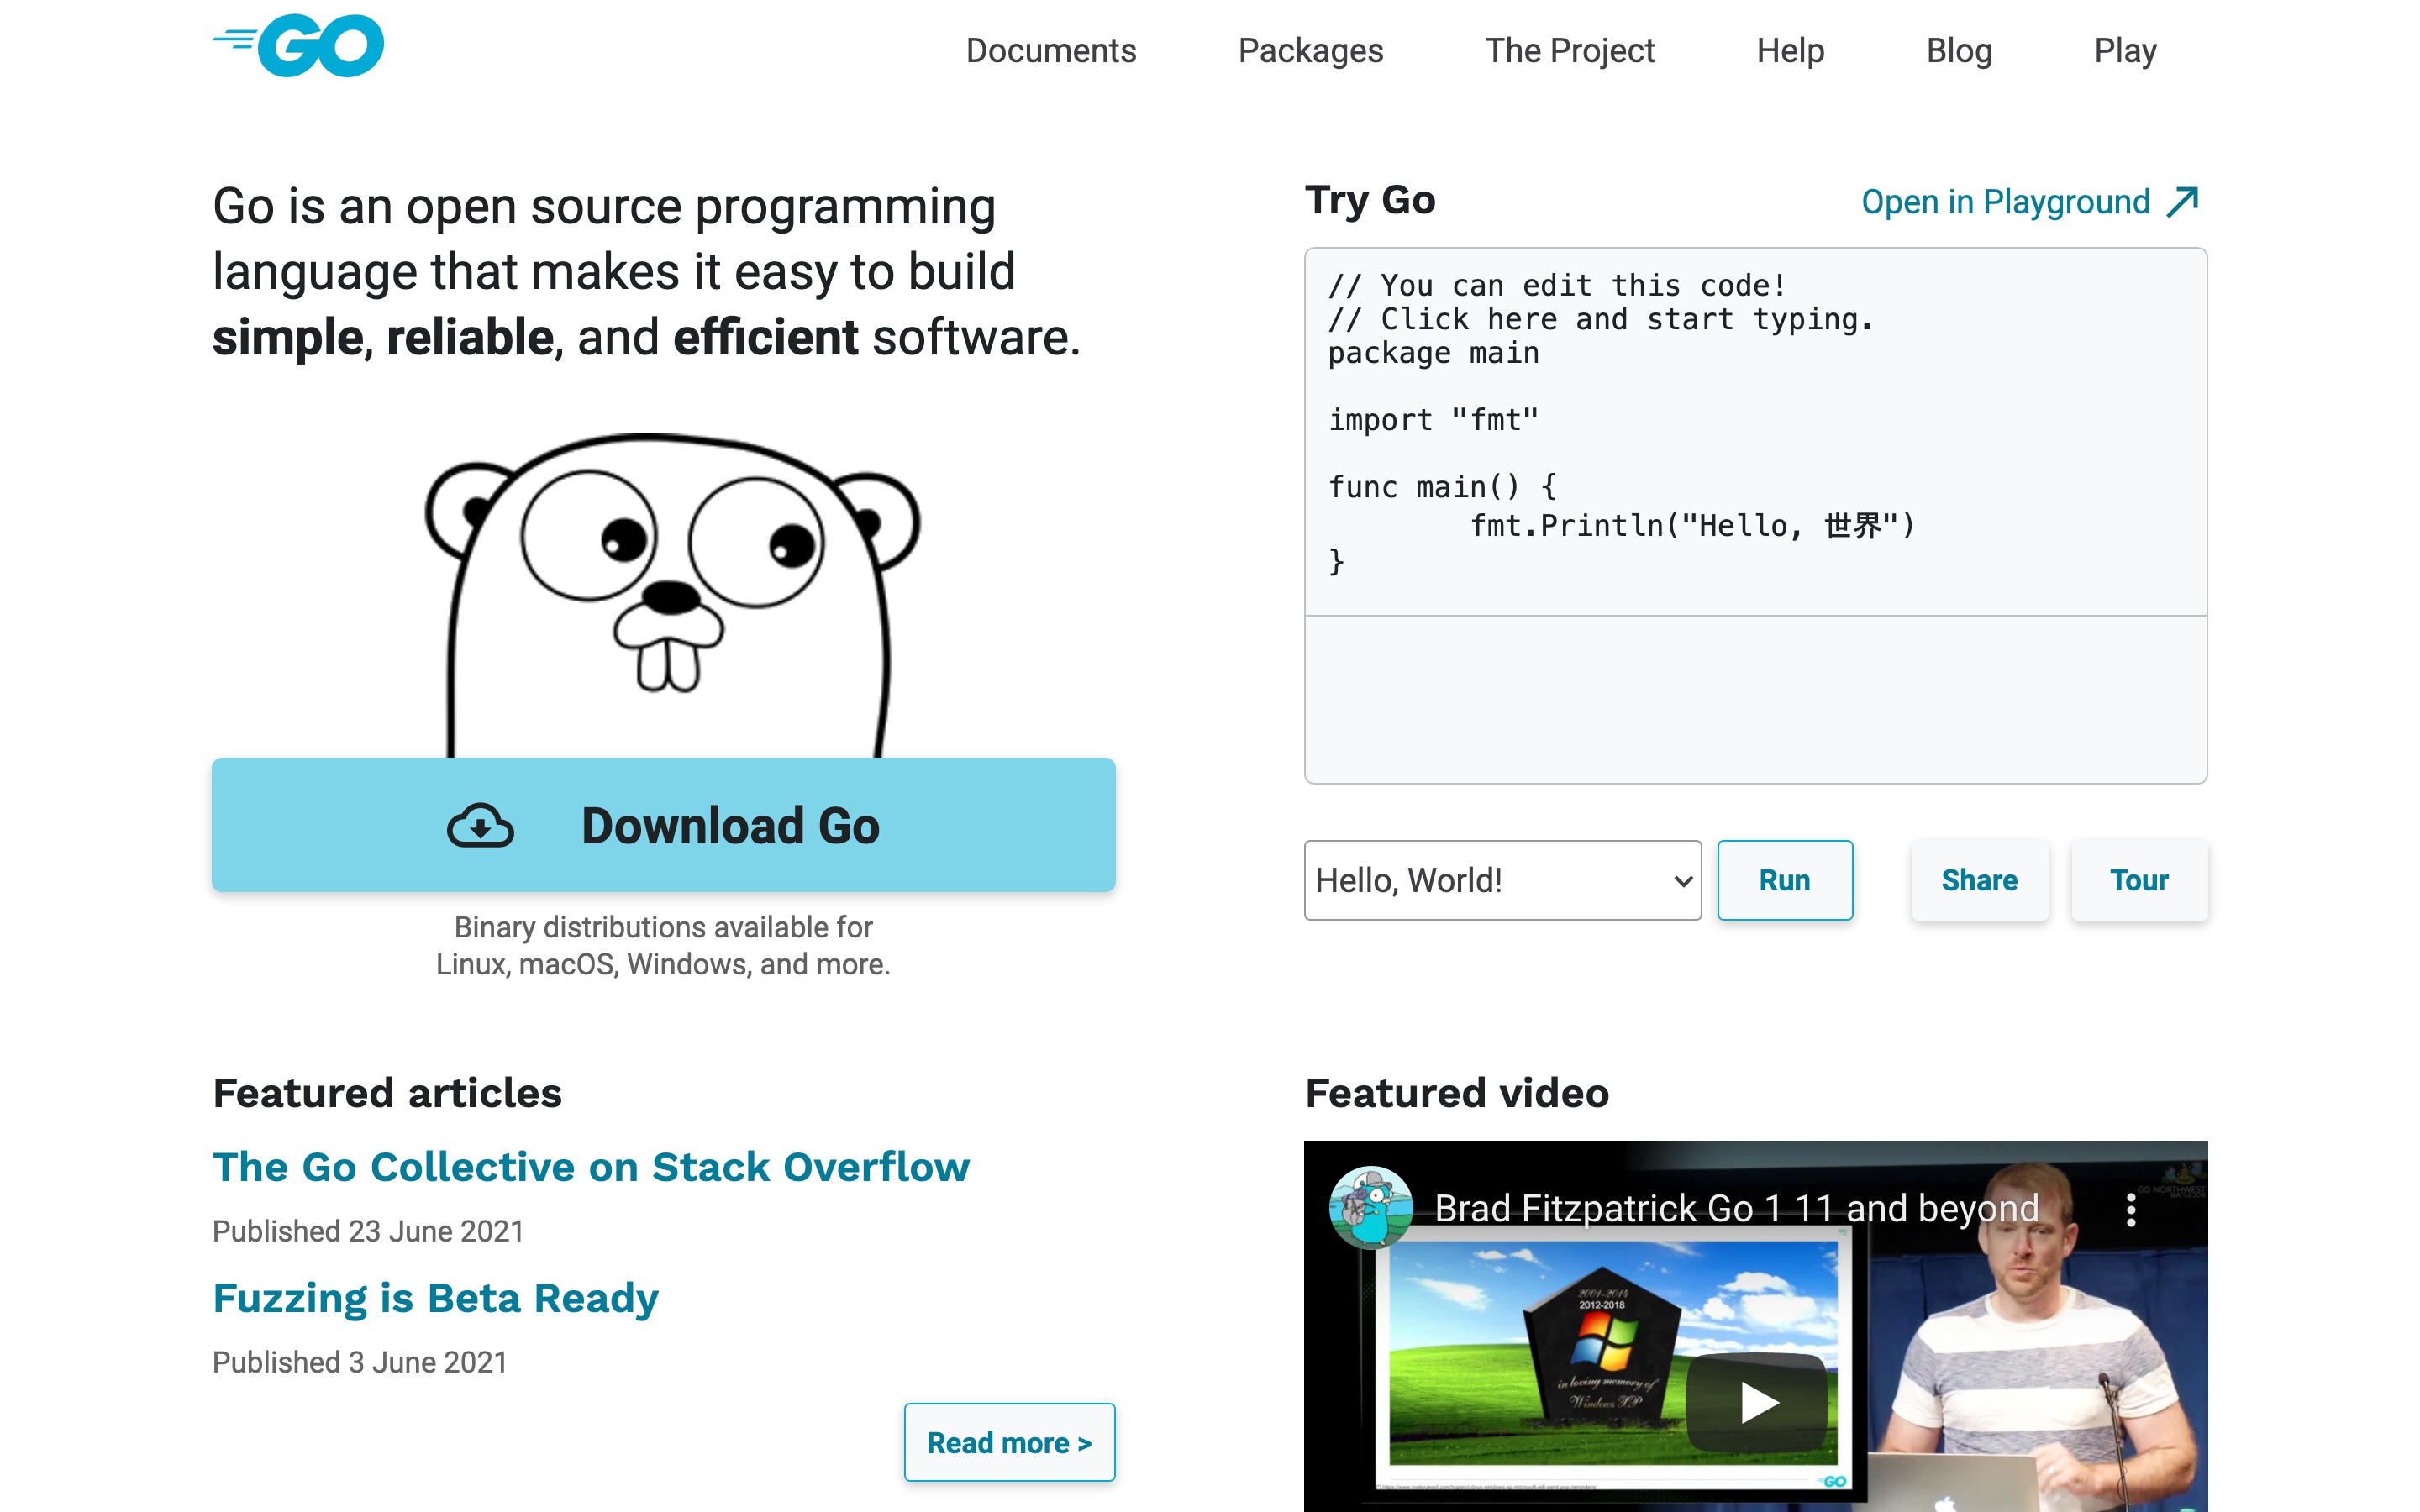 GO
Documents
Packages
The Project
Help
Blog
Play
Go is an open source programming
language that makes it easy to build
simple, reliable, and efficient software.
Download Go
Binary distributions available for
Linux, macOS, Windows, and more.
Try Go
Open in Playground
// You can edit this code!
// Click here and start typing.
package main
import "fmt"
func main() {
fmt.Println("Hello, 世界")
}
Hello, World!
Run
Share
Tour
Featured articles
The Go Collective on Stack Overflow
Published 23 June 2021
Fuzzing is Beta Ready
Published 3 June 2021
Read more >
Featured video
Brad Fitzpatrick Go 1 11 and beyond
GO NORTHWEST
2001-2014
2012-2018
in loving memory of
Windows XP
GO